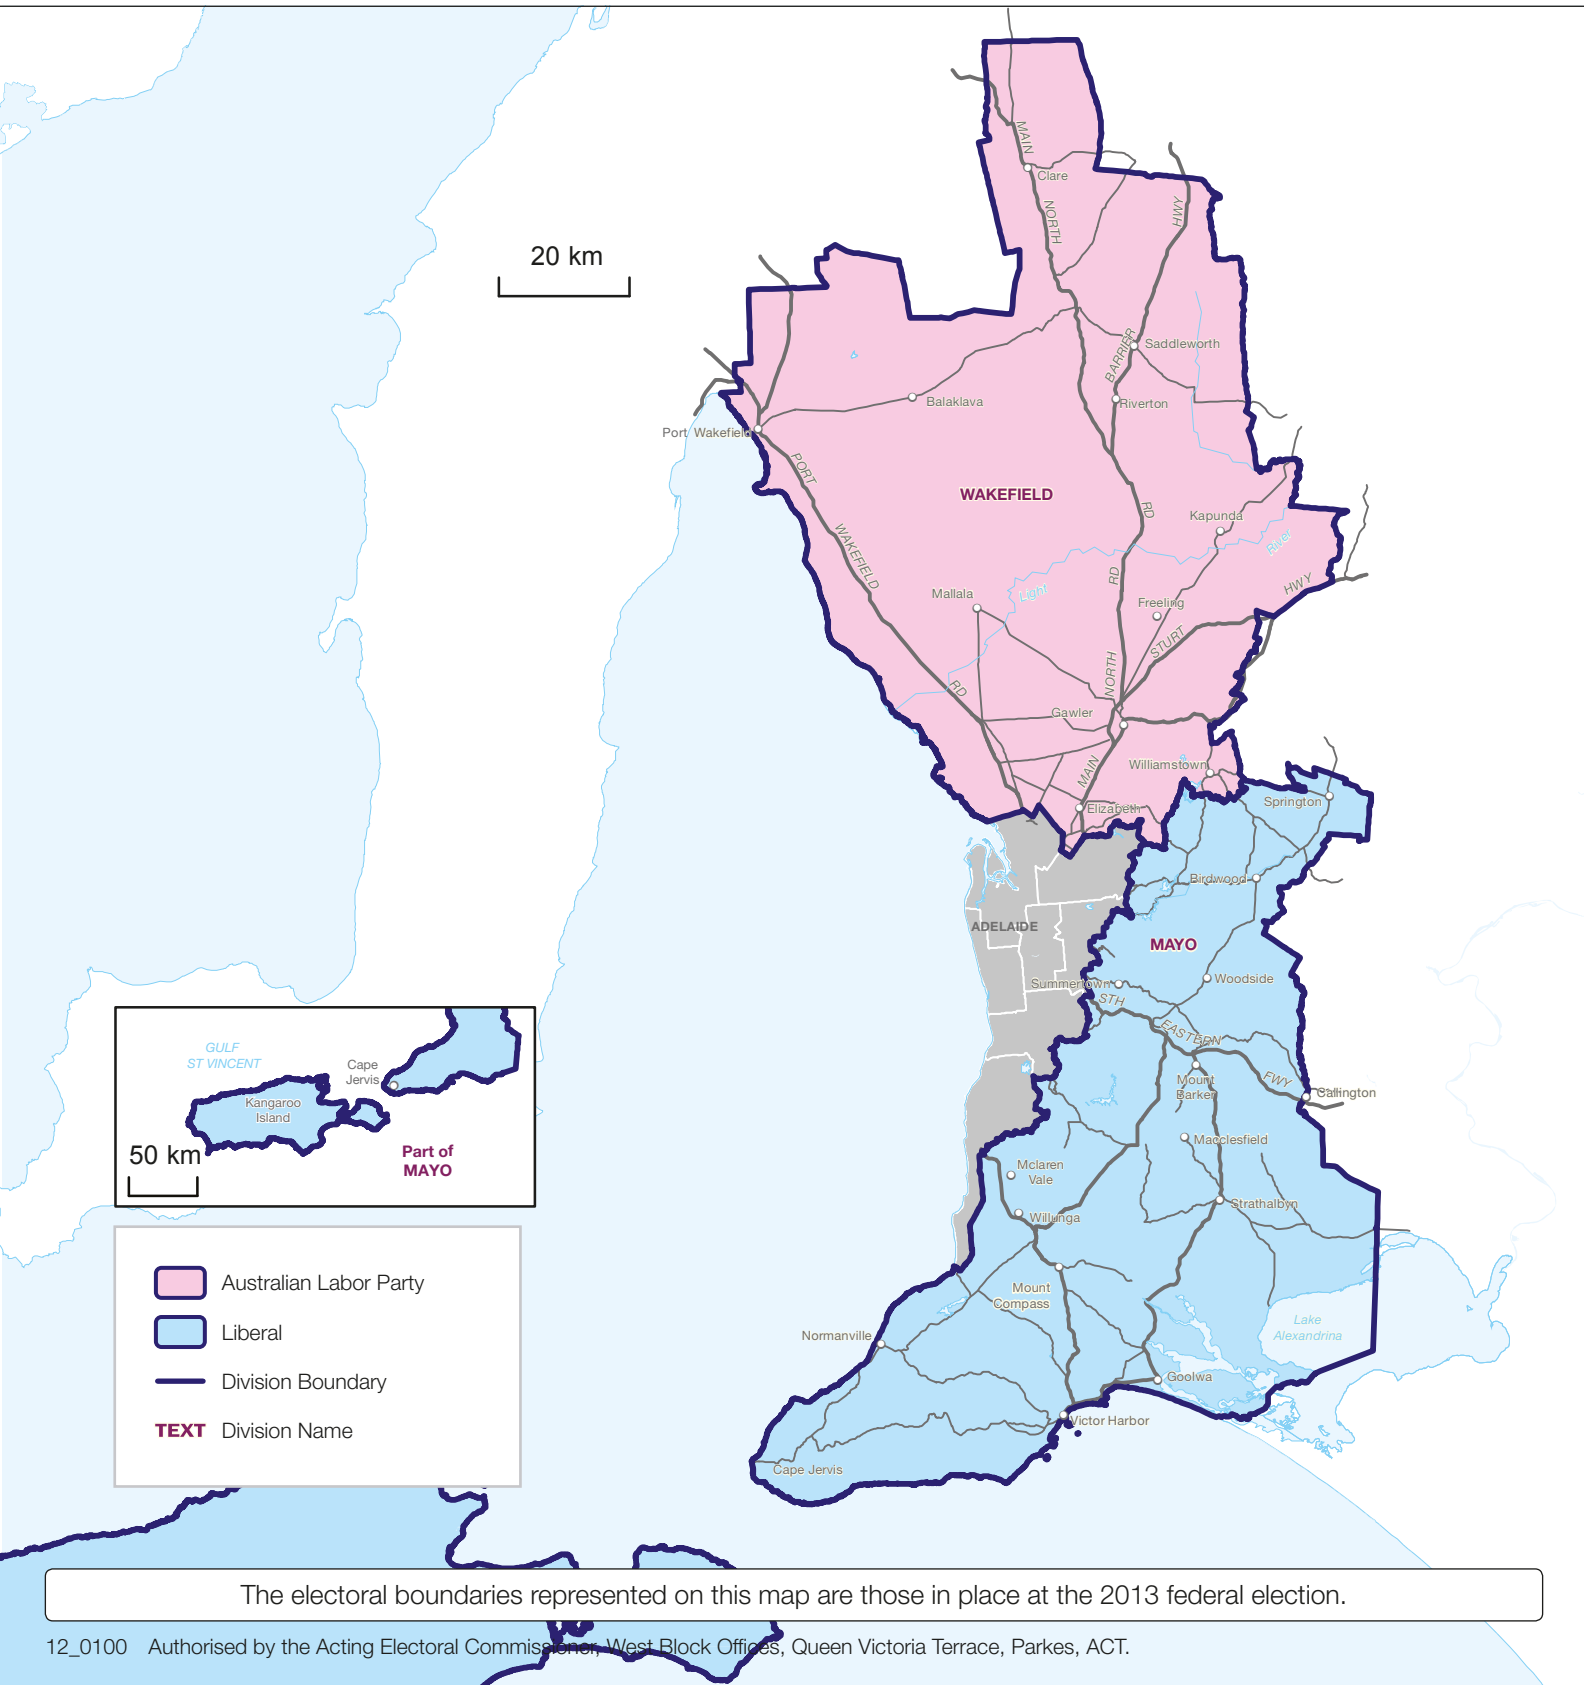 MAIN
Clare
NORTH
HWY
20 km
BARRIER
Saddleworth
Balaklava
Riverton
Port Wakefield
PORT
WAKEFIELD
WAKEFIELD
RD
Kapunda
River
RD
HWY
Mallala
Light
Freeling
STURT
NORTH
RD
Gawler
MAIN
Williamstown
Elizabeth
Springton
Birdwood
ADELAIDE
MAYO
Summertown
Woodside
STH
EASTERN
FWY
Mount
Barker
Callington
Macclesfield
Mclaren
Vale
Willunga
Strathalbyn
Mount
Compass
Lake
Alexandrina
Normanville
Goolwa
Victor Harbor
Cape Jervis
GULF
ST VINCENT
Cape
Jervis
Kangaroo
Island
50 km
Part of
MAYO
Australian Labor Party
Liberal
Division Boundary
TEXT Division Name
The electoral boundaries represented on this map are those in place at the 2013 federal election.
12_0100 Authorised by the Acting Electoral Commissioner, West Block Offices, Queen Victoria Terrace, Parkes, ACT.